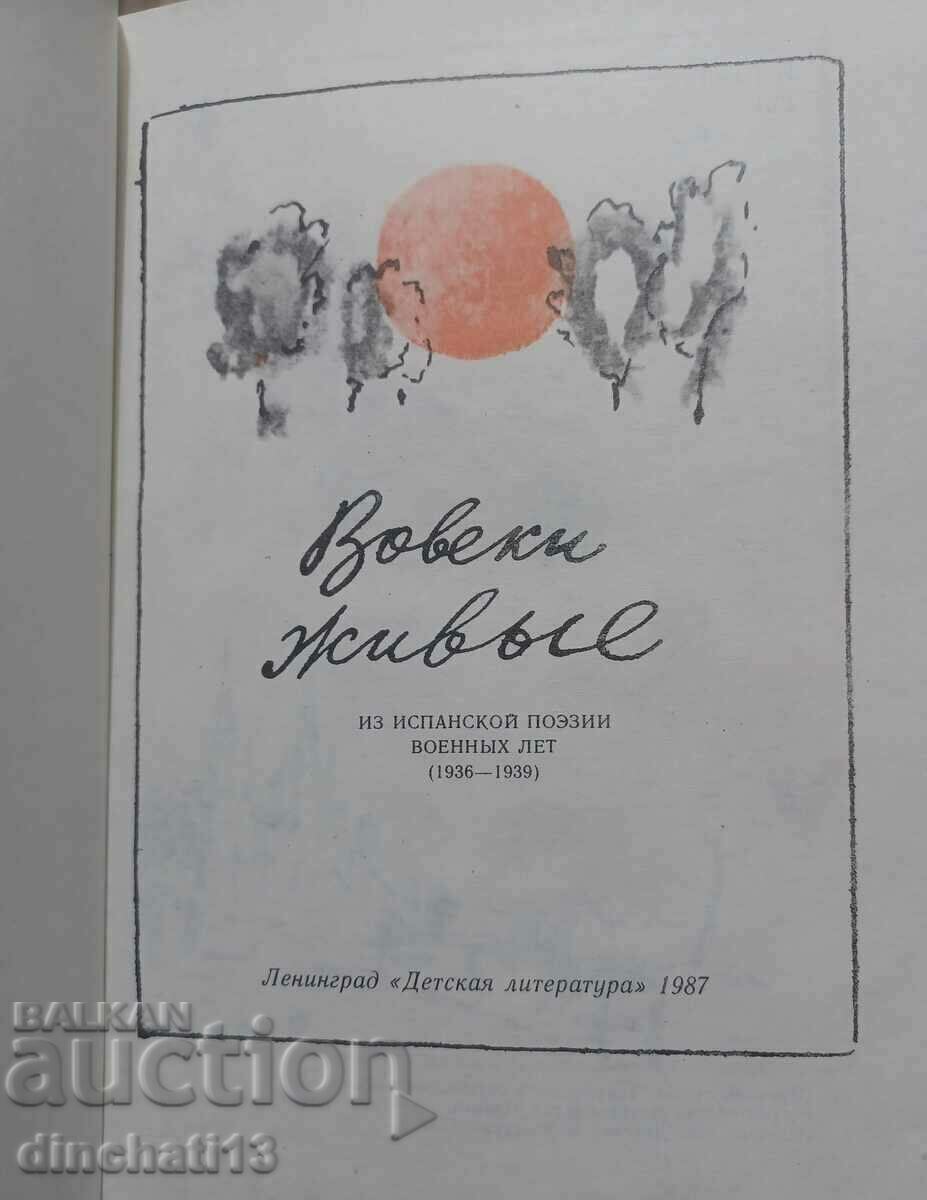 Вовеки
живые
ИЗ ИСПАНСКОЙ ПОЭЗИИ
ВОЕННЫХ ЛЕТ
(1936—1939)
Ленинград «Детская литература» 1987
BALKAN
auction
dinchati13